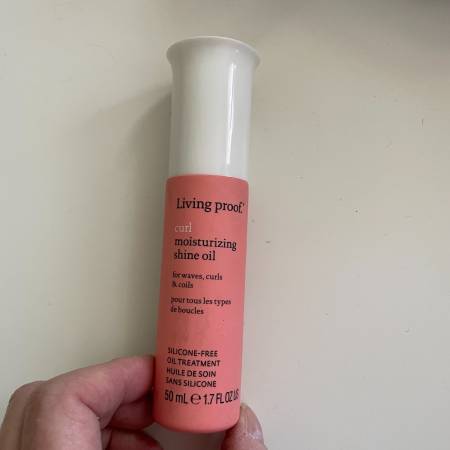 Living proof.®
curl
moisturizing
shine oil
for waves, curls
& coils
pour tous les types
de boucles
SILICONE-FREE
OIL TREATMENT
HUILE DE SOIN
SANS SILICONE
50 mL ℮ 1.7 FL OZ US